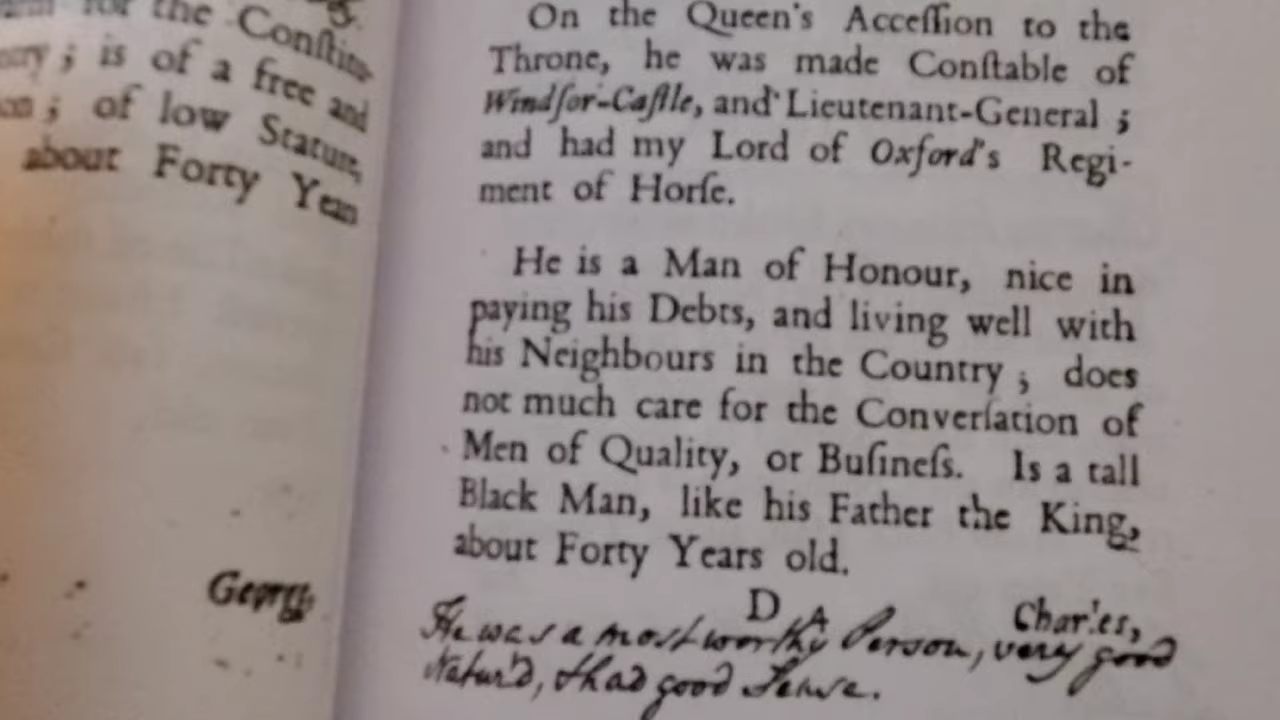 for the Conſtitu-
; is of a free and
; of low Stature,
about Forty Years
George
On the Queen's Acceſſion to the
Throne, he was made Conſtable of
Windſor-Caſtle, and Lieutenant-General ;
and had my Lord of Oxford's Regi-
ment of Horſe.
He is a Man of Honour, nice in
paying his Debts, and living well with
his Neighbours in the Country ; does
not much care for the Converſation of
Men of Quality, or Buſineſs. Is a tall
Black Man, like his Father the King,
about Forty Years old.
D A Charles,
He was a most worthy Person, very good
Natur'd, & had good Sense.